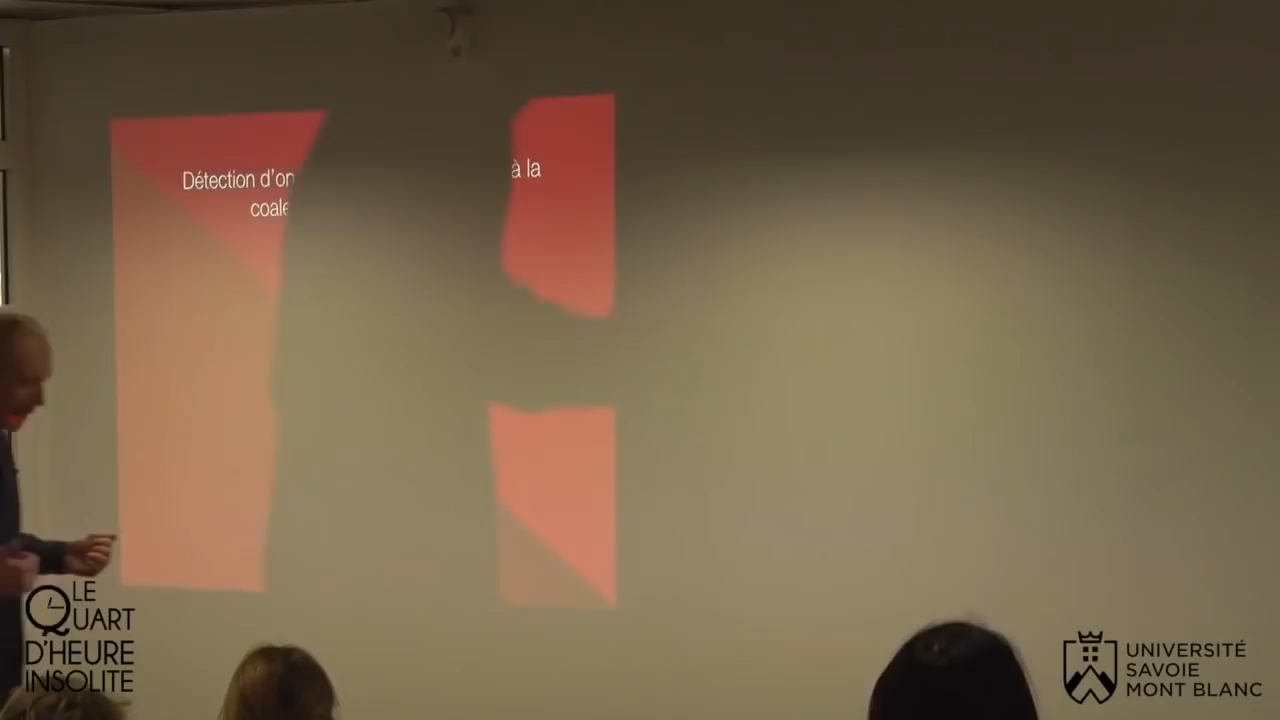 Détection d'on
à la
coale
LE
QUART
D'HEURE
INSOLITE
UNIVERSITÉ
SAVOIE
MONT BLANC